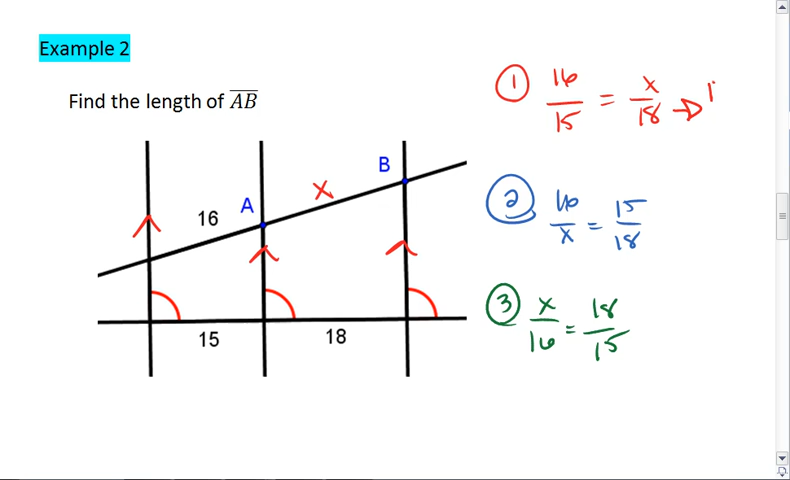 Example 2
Find the length of AB
16
A
x
B
15
18
① 16/15 = x/18 →
② 16/x = 15/18
③ x/16 = 18/15